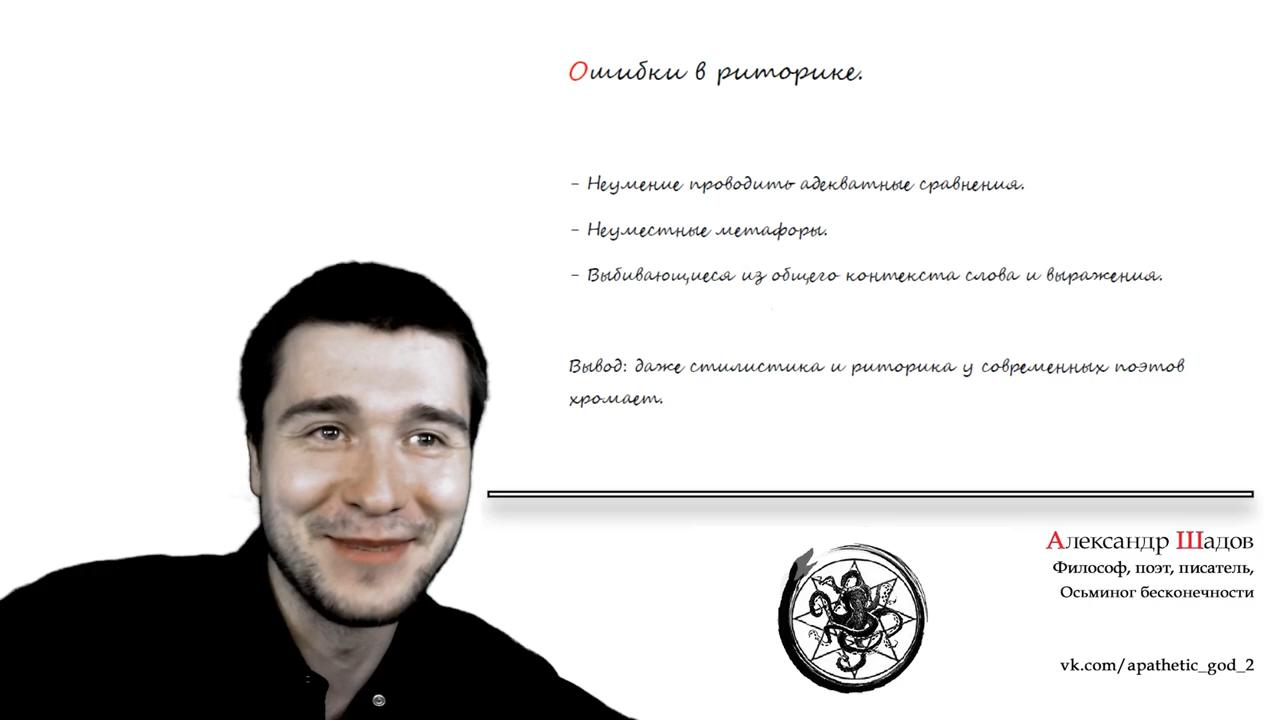 Ошибки в риторике.
- Неумение проводить адекватные сравнения.
- Неуместные метафоры.
- Выбивающиеся из общего контекста слова и выражения.
Вывод: даже стилистика и риторика у современных поэтов
хромает.
Александр Шадов
Философ, поэт, писатель,
Осьминог бесконечности
vk.com/apathetic_god_2